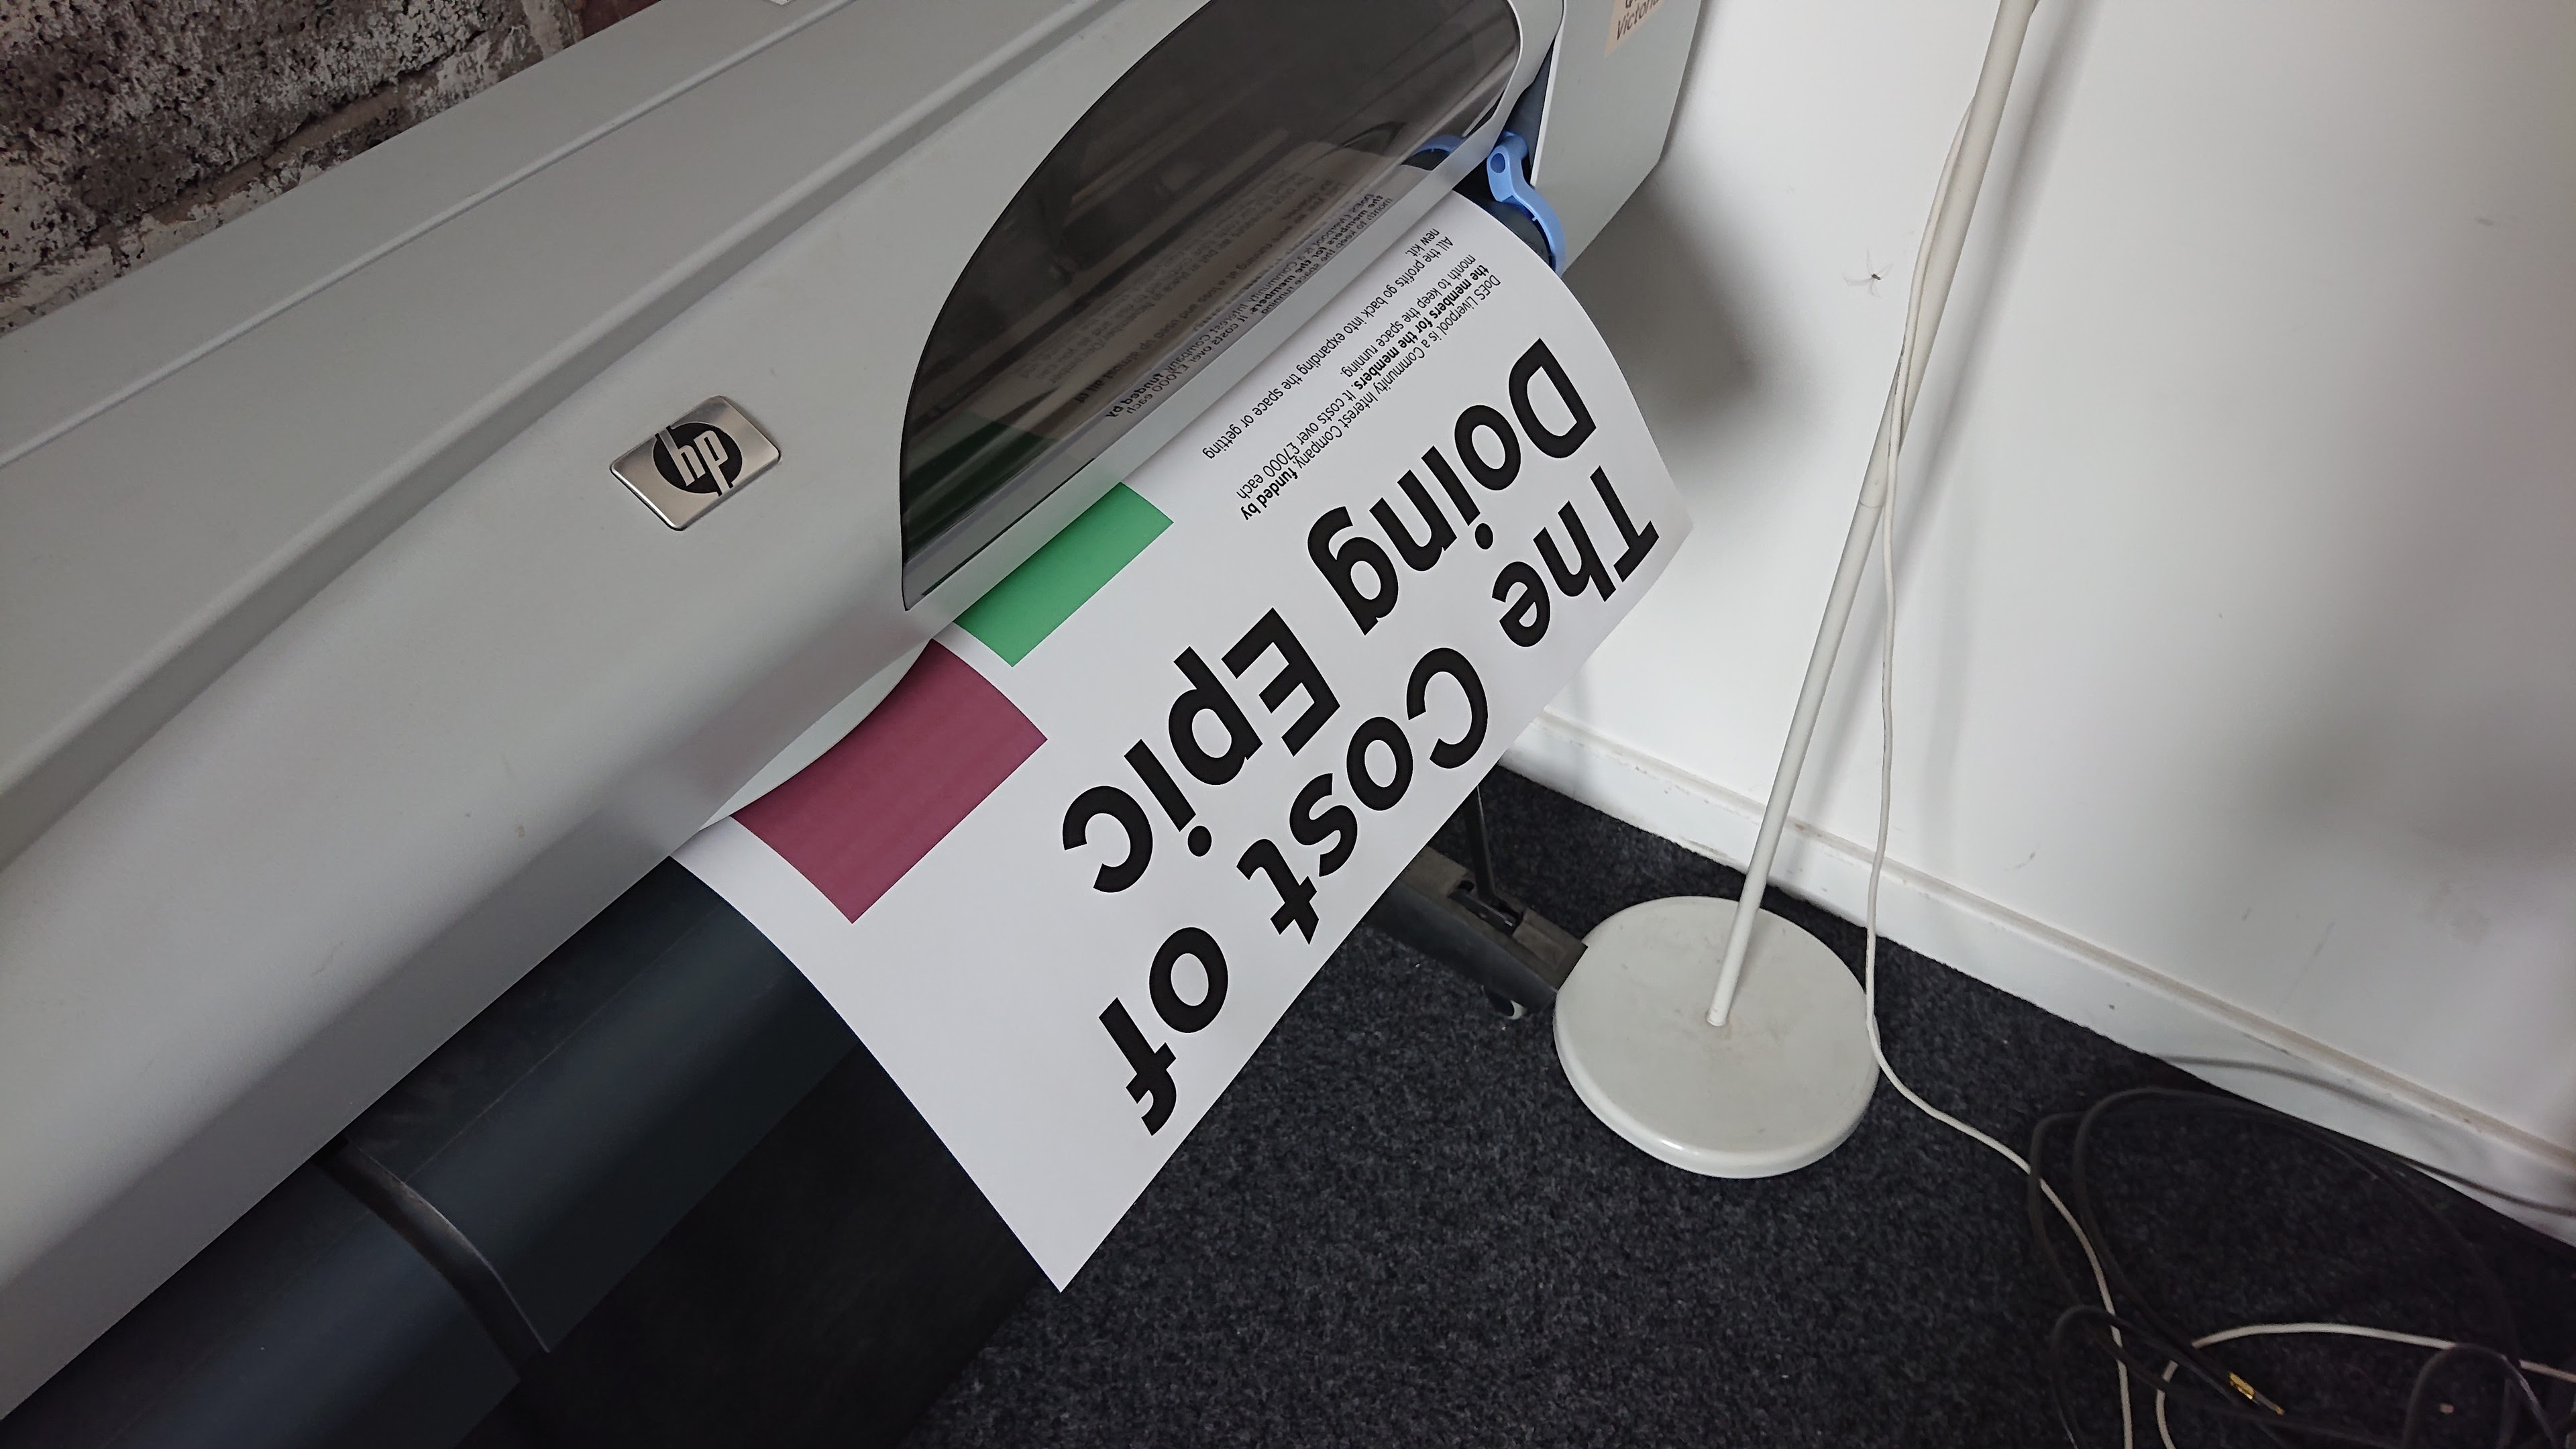 hp
Victoria
The Cost of
Doing Epic
DoES Liverpool is a Community Interest Company, funded by
the members for the members. It costs over £7000 each
month to keep the space running.
All the profits go back into expanding the space or getting
new kit.